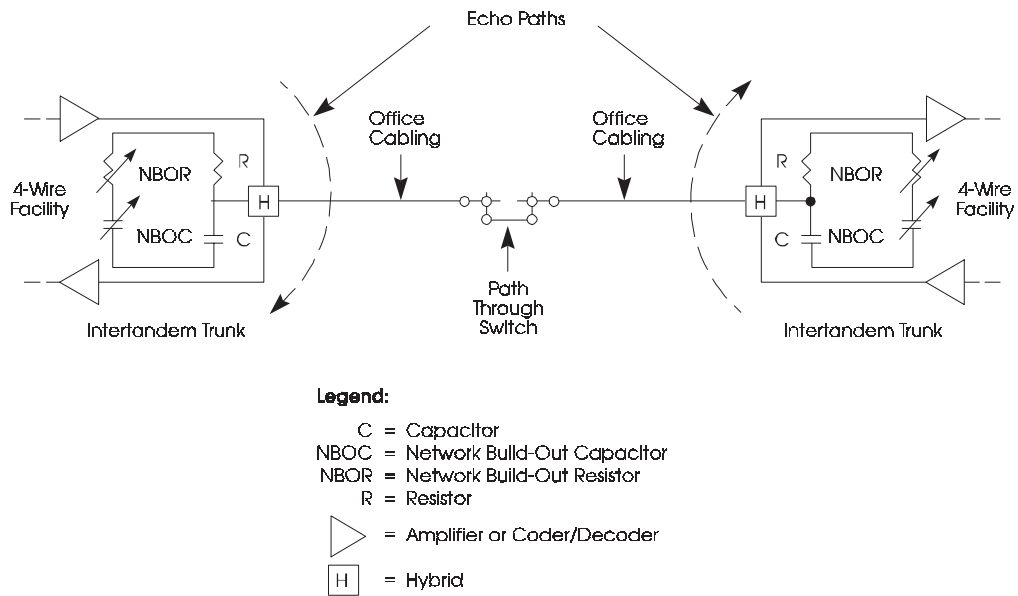 Echo Paths
Office
Cabling
Office
Cabling
R
NBOR
4-Wire
Facility
H
NBOC
C
R
NBOR
4-Wire
Facility
H
C
NBOC
Path
Through
Switch
Intertandem Trunk
Intertandem Trunk
Legend:
C = Capacitor
NBOC = Network Build-Out Capacitor
NBOR = Network Build-Out Resistor
R = Resistor
= Amplifier or Coder/Decoder
H = Hybrid